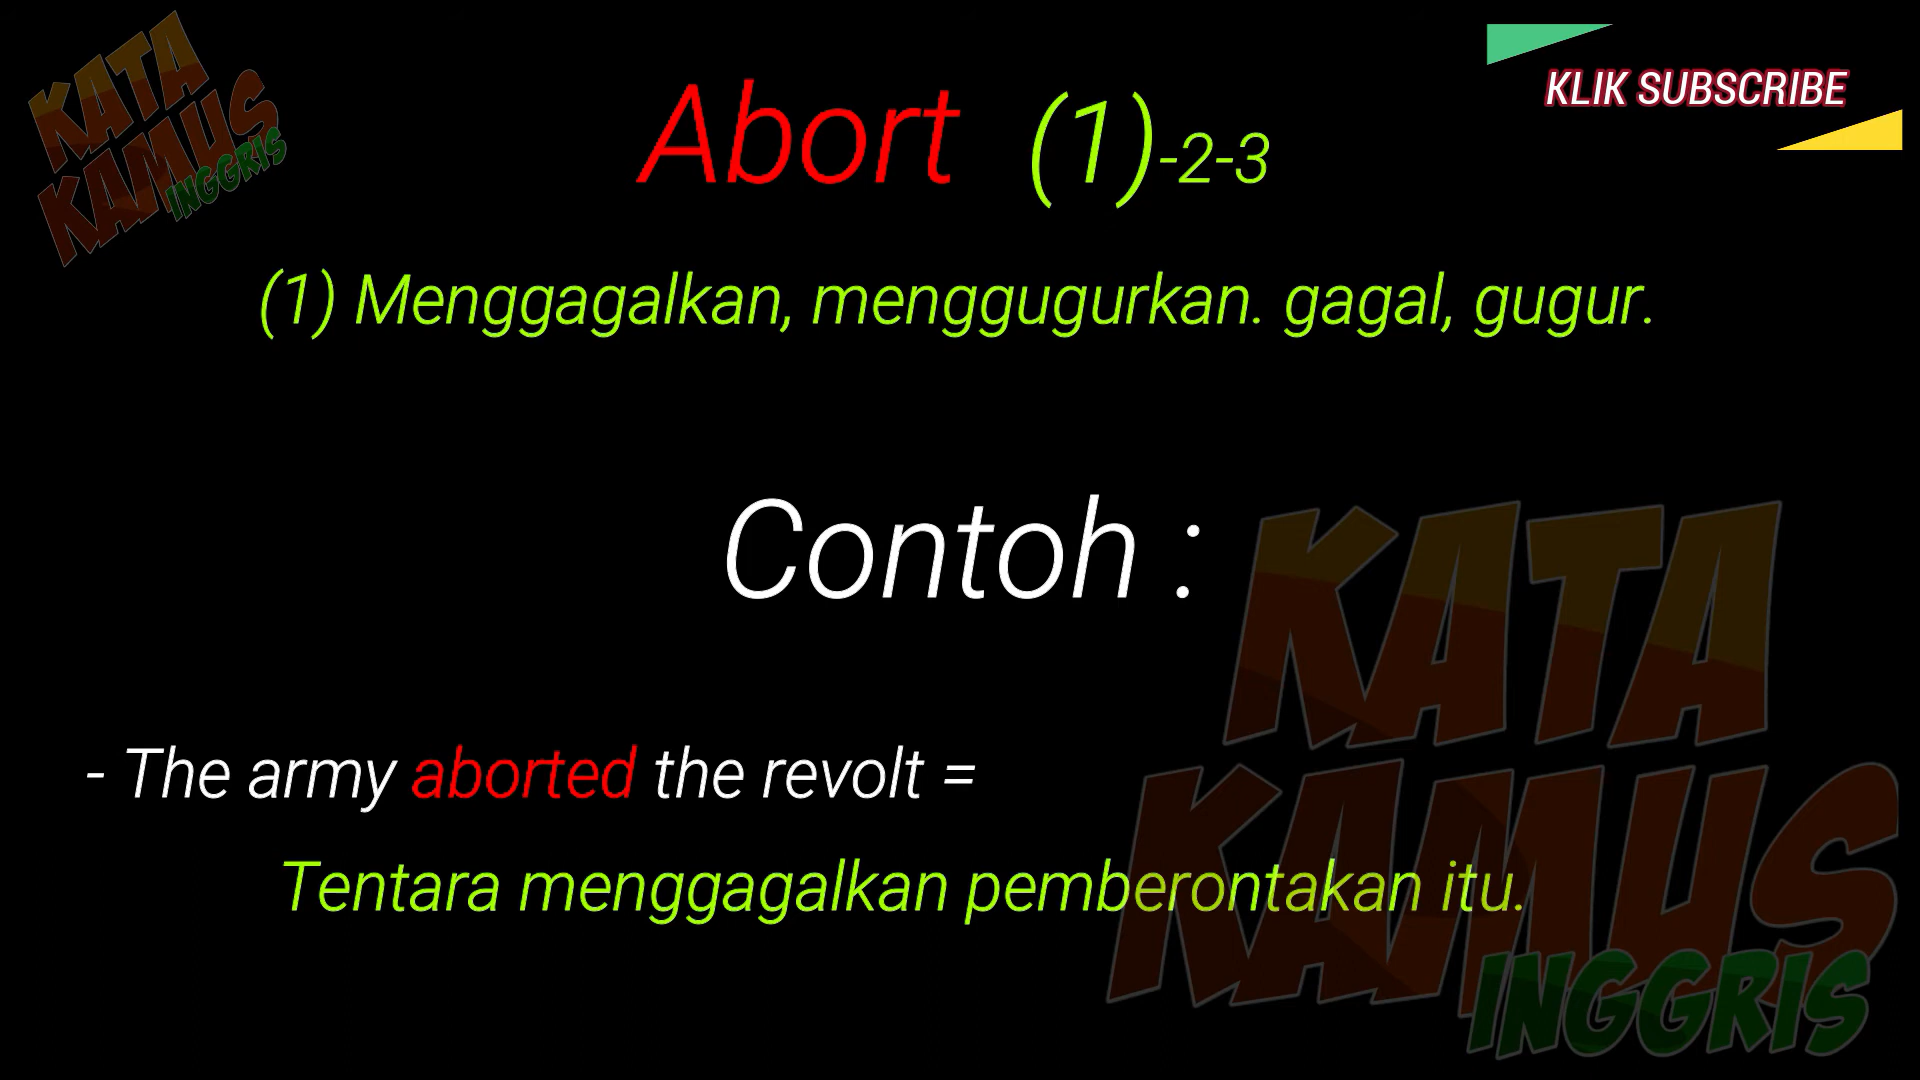 KATA
KAMUS
INGGRIS
Abort (1)-2-3
KLIK SUBSCRIBE
(1) Menggagalkan, menggugurkan. gagal, gugur.
Contoh :
- The army aborted the revolt =
Tentara menggagalkan pemberontakan itu.
KATA
KAMUS
INGGRIS